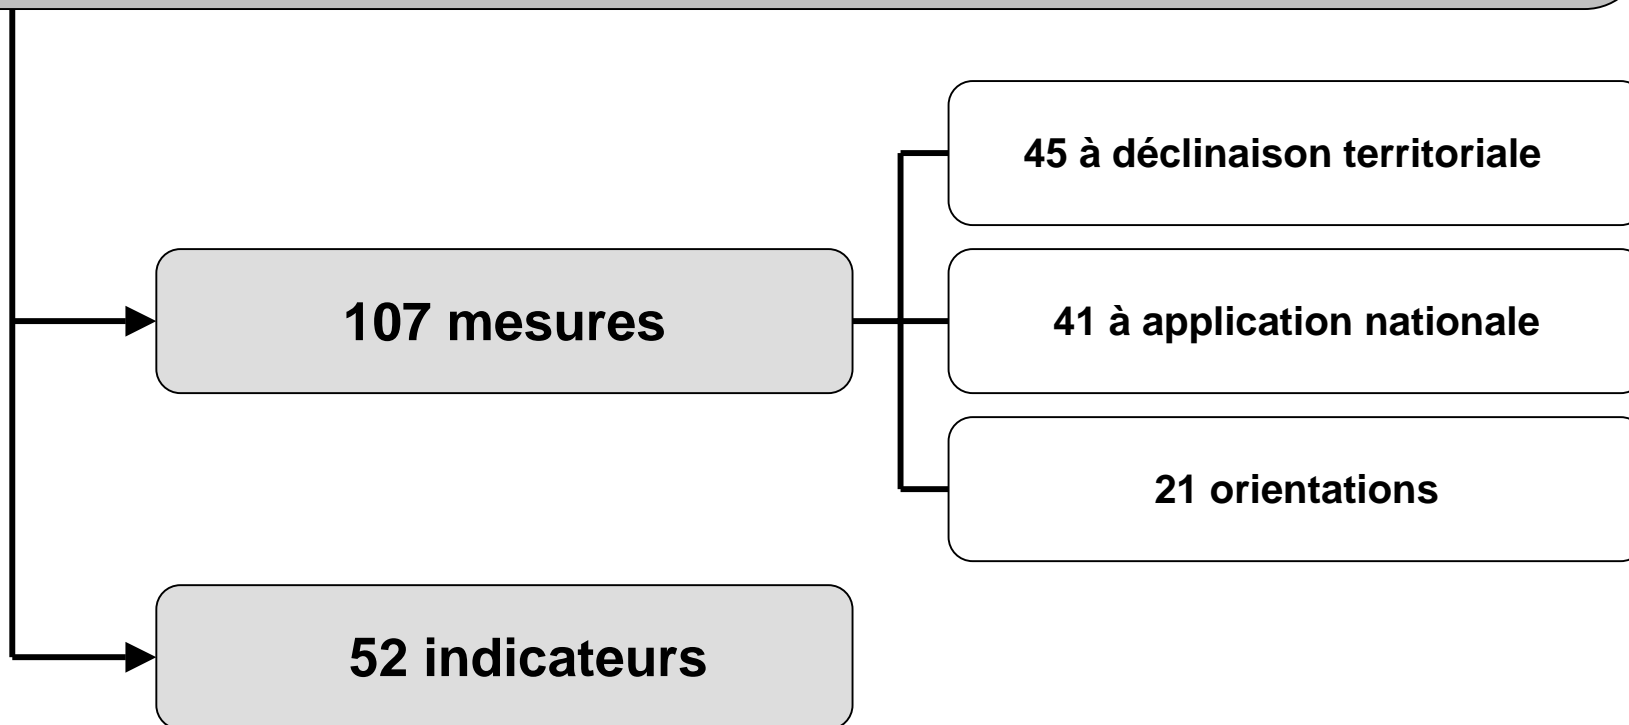 45 à déclinaison territoriale
107 mesures
41 à application nationale
21 orientations
52 indicateurs